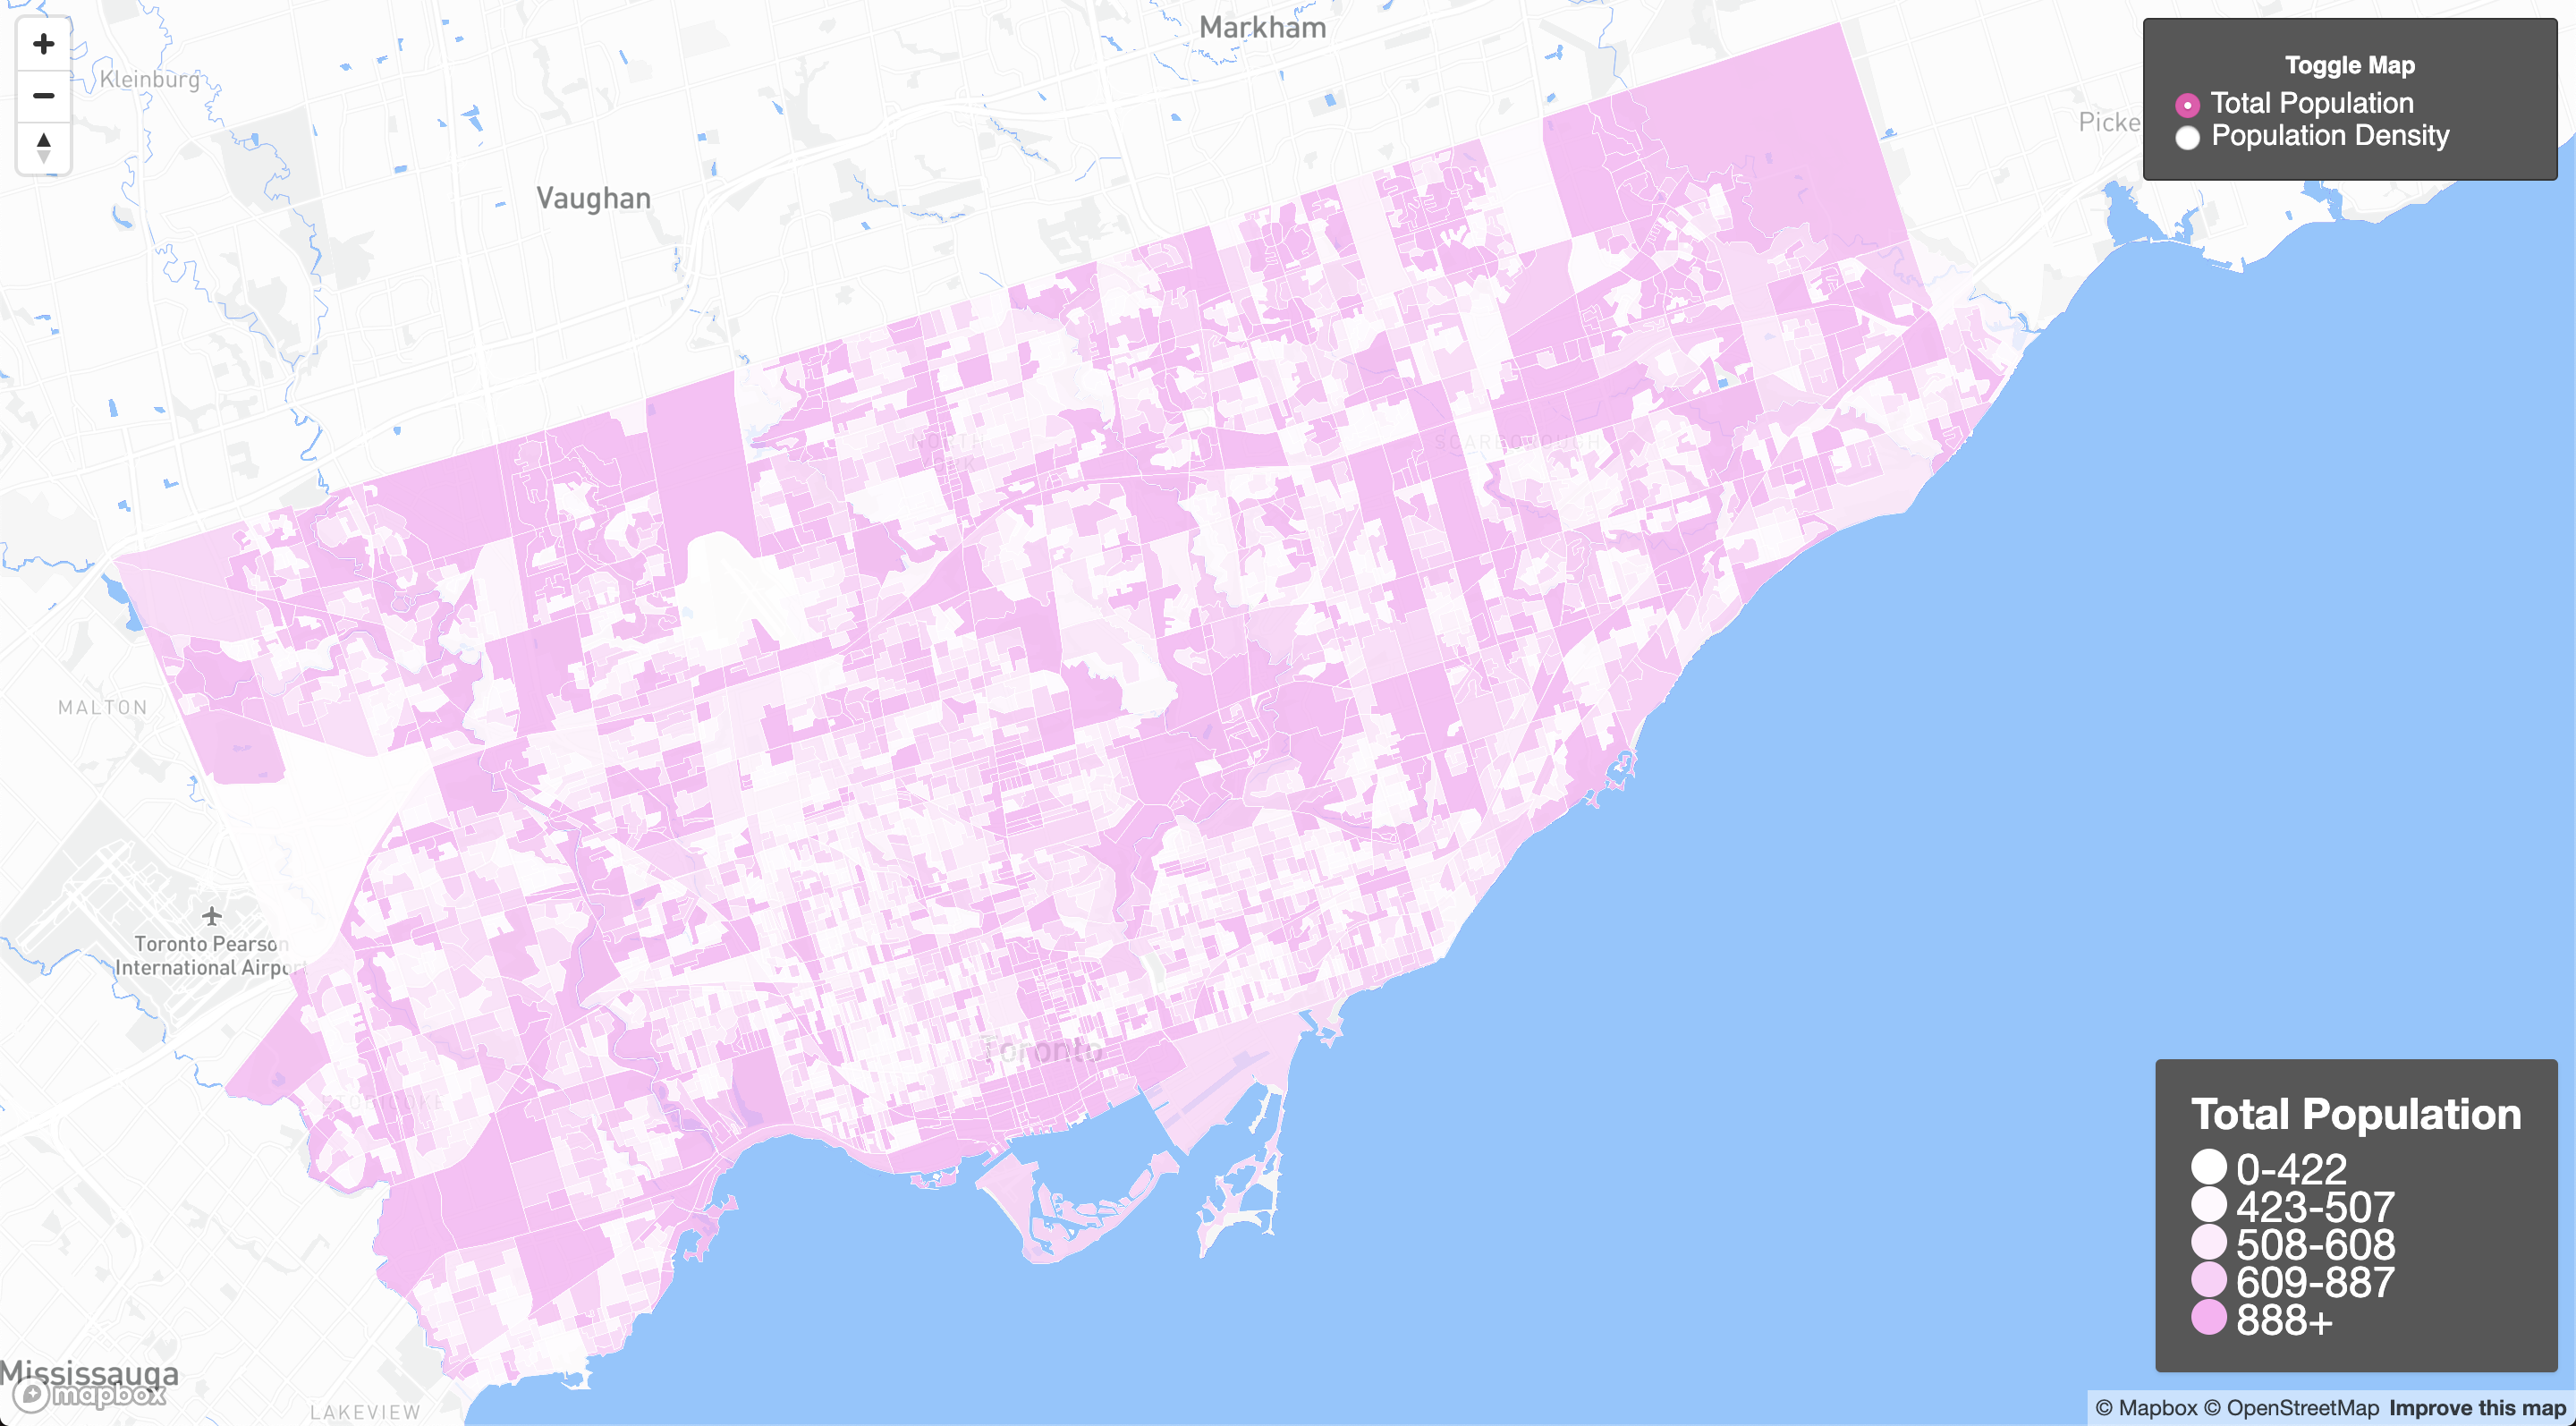 Markham
Kleinburg
Vaughan
Picke
Toggle Map
Total Population
Population Density
NORTH
YORK
SCARBOROUGH
MALTON
Toronto Pearson
International Airport
Toronto
Total Population
0-422
423-507
508-608
609-887
888+
Mississauga
mapbox
LAKEVIEW
© Mapbox © OpenStreetMap Improve this map